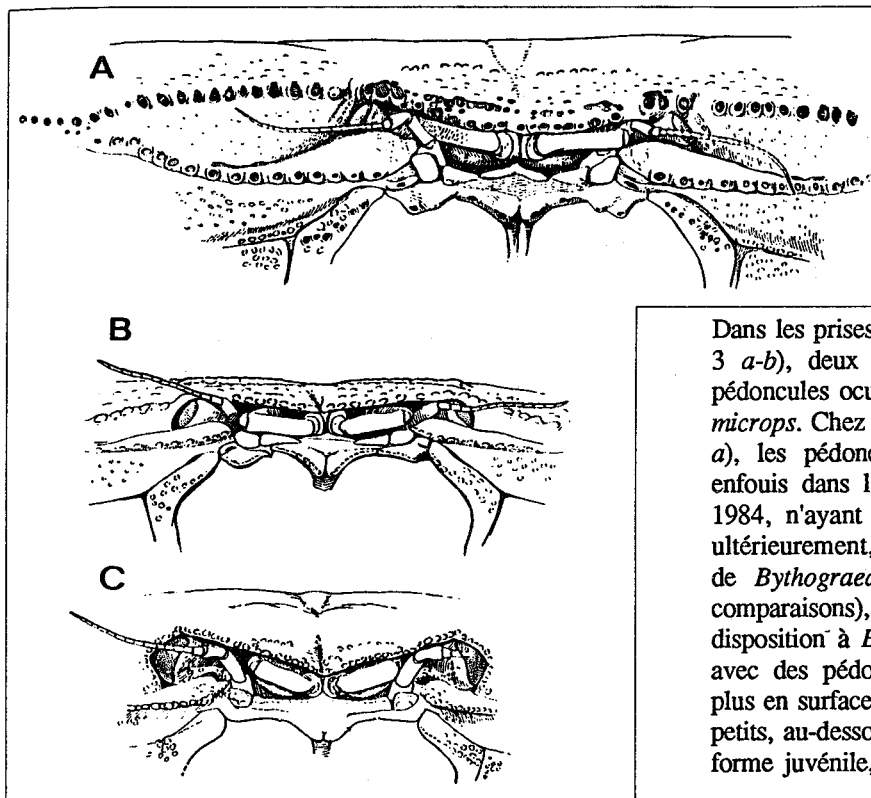 A
B
C
Dans les prises
3 a-b), deux
pédoncules ocu
microps. Chez
a), les pédonc
enfouis dans l
1984, n'ayant
ultérieurement,
de Bythograed
comparaisons),
disposition à B
avec des pédo
plus en surface
petits, au-desso
forme juvénile,